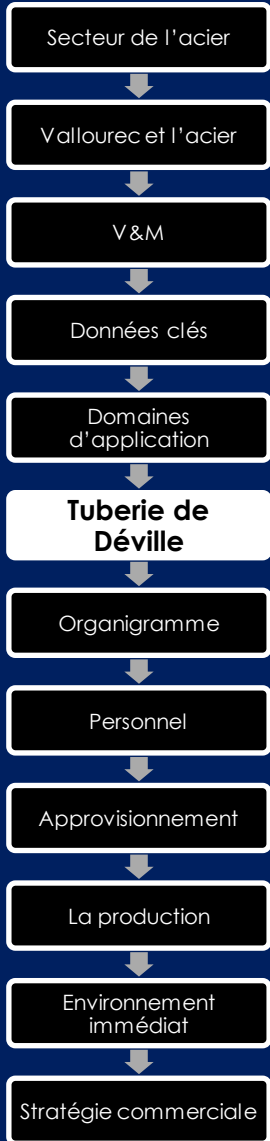 Secteur de l’acier
Vallourec et l’acier
V&M
Données clés
Domaines
d’application
Tuberie de
Déville
Organigramme
Personnel
Approvisionnement
La production
Environnement
immédiat
Stratégie commerciale